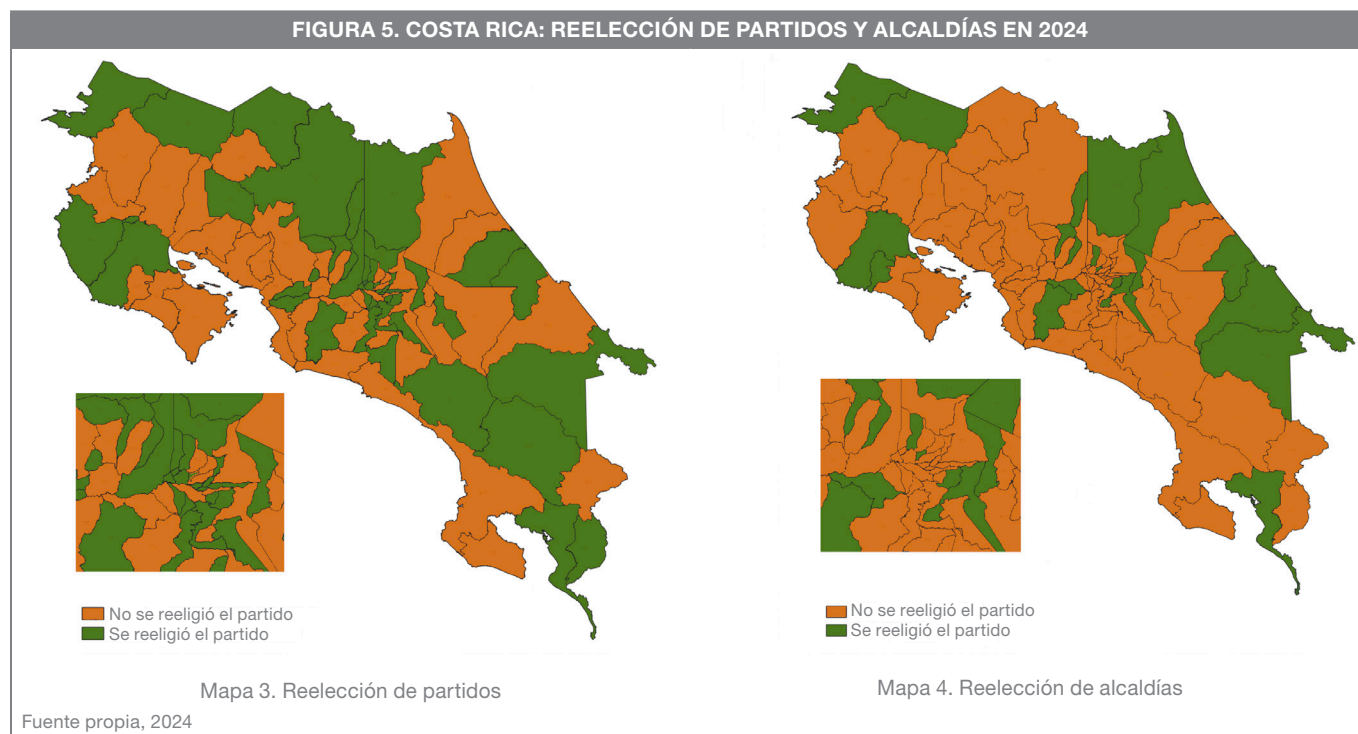 FIGURA 5. COSTA RICA: REELECCIÓN DE PARTIDOS Y ALCALDÍAS EN 2024
No se reeligió el partido
Se reeligió el partido
Mapa 3. Reelección de partidos
No se reeligió el partido
Se reeligió el partido
Mapa 4. Reelección de alcaldías
Fuente propia, 2024